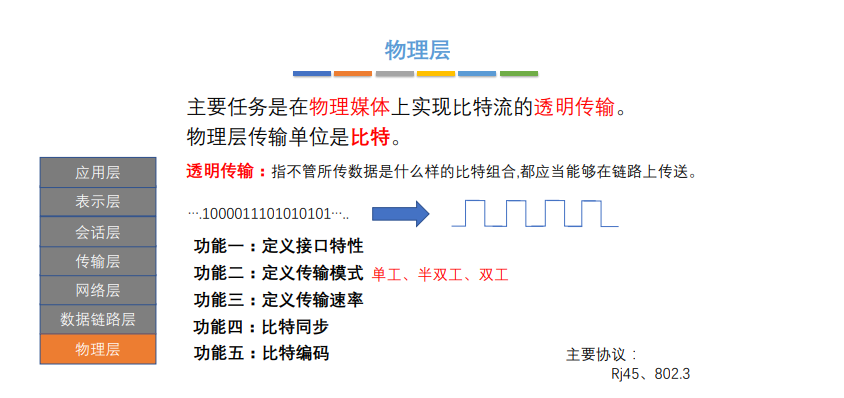 物理层
主要任务是在物理媒体上实现比特流的透明传输。
物理层传输单位是比特。
透明传输：指不管所传数据是什么样的比特组合,都应当能够在链路上传送。
….1000011101010101…..
功能一：定义接口特性
功能二：定义传输模式 单工、半双工、双工
功能三：定义传输速率
功能四：比特同步
功能五：比特编码
主要协议：
Rj45、802.3
应用层
表示层
会话层
传输层
网络层
数据链路层
物理层